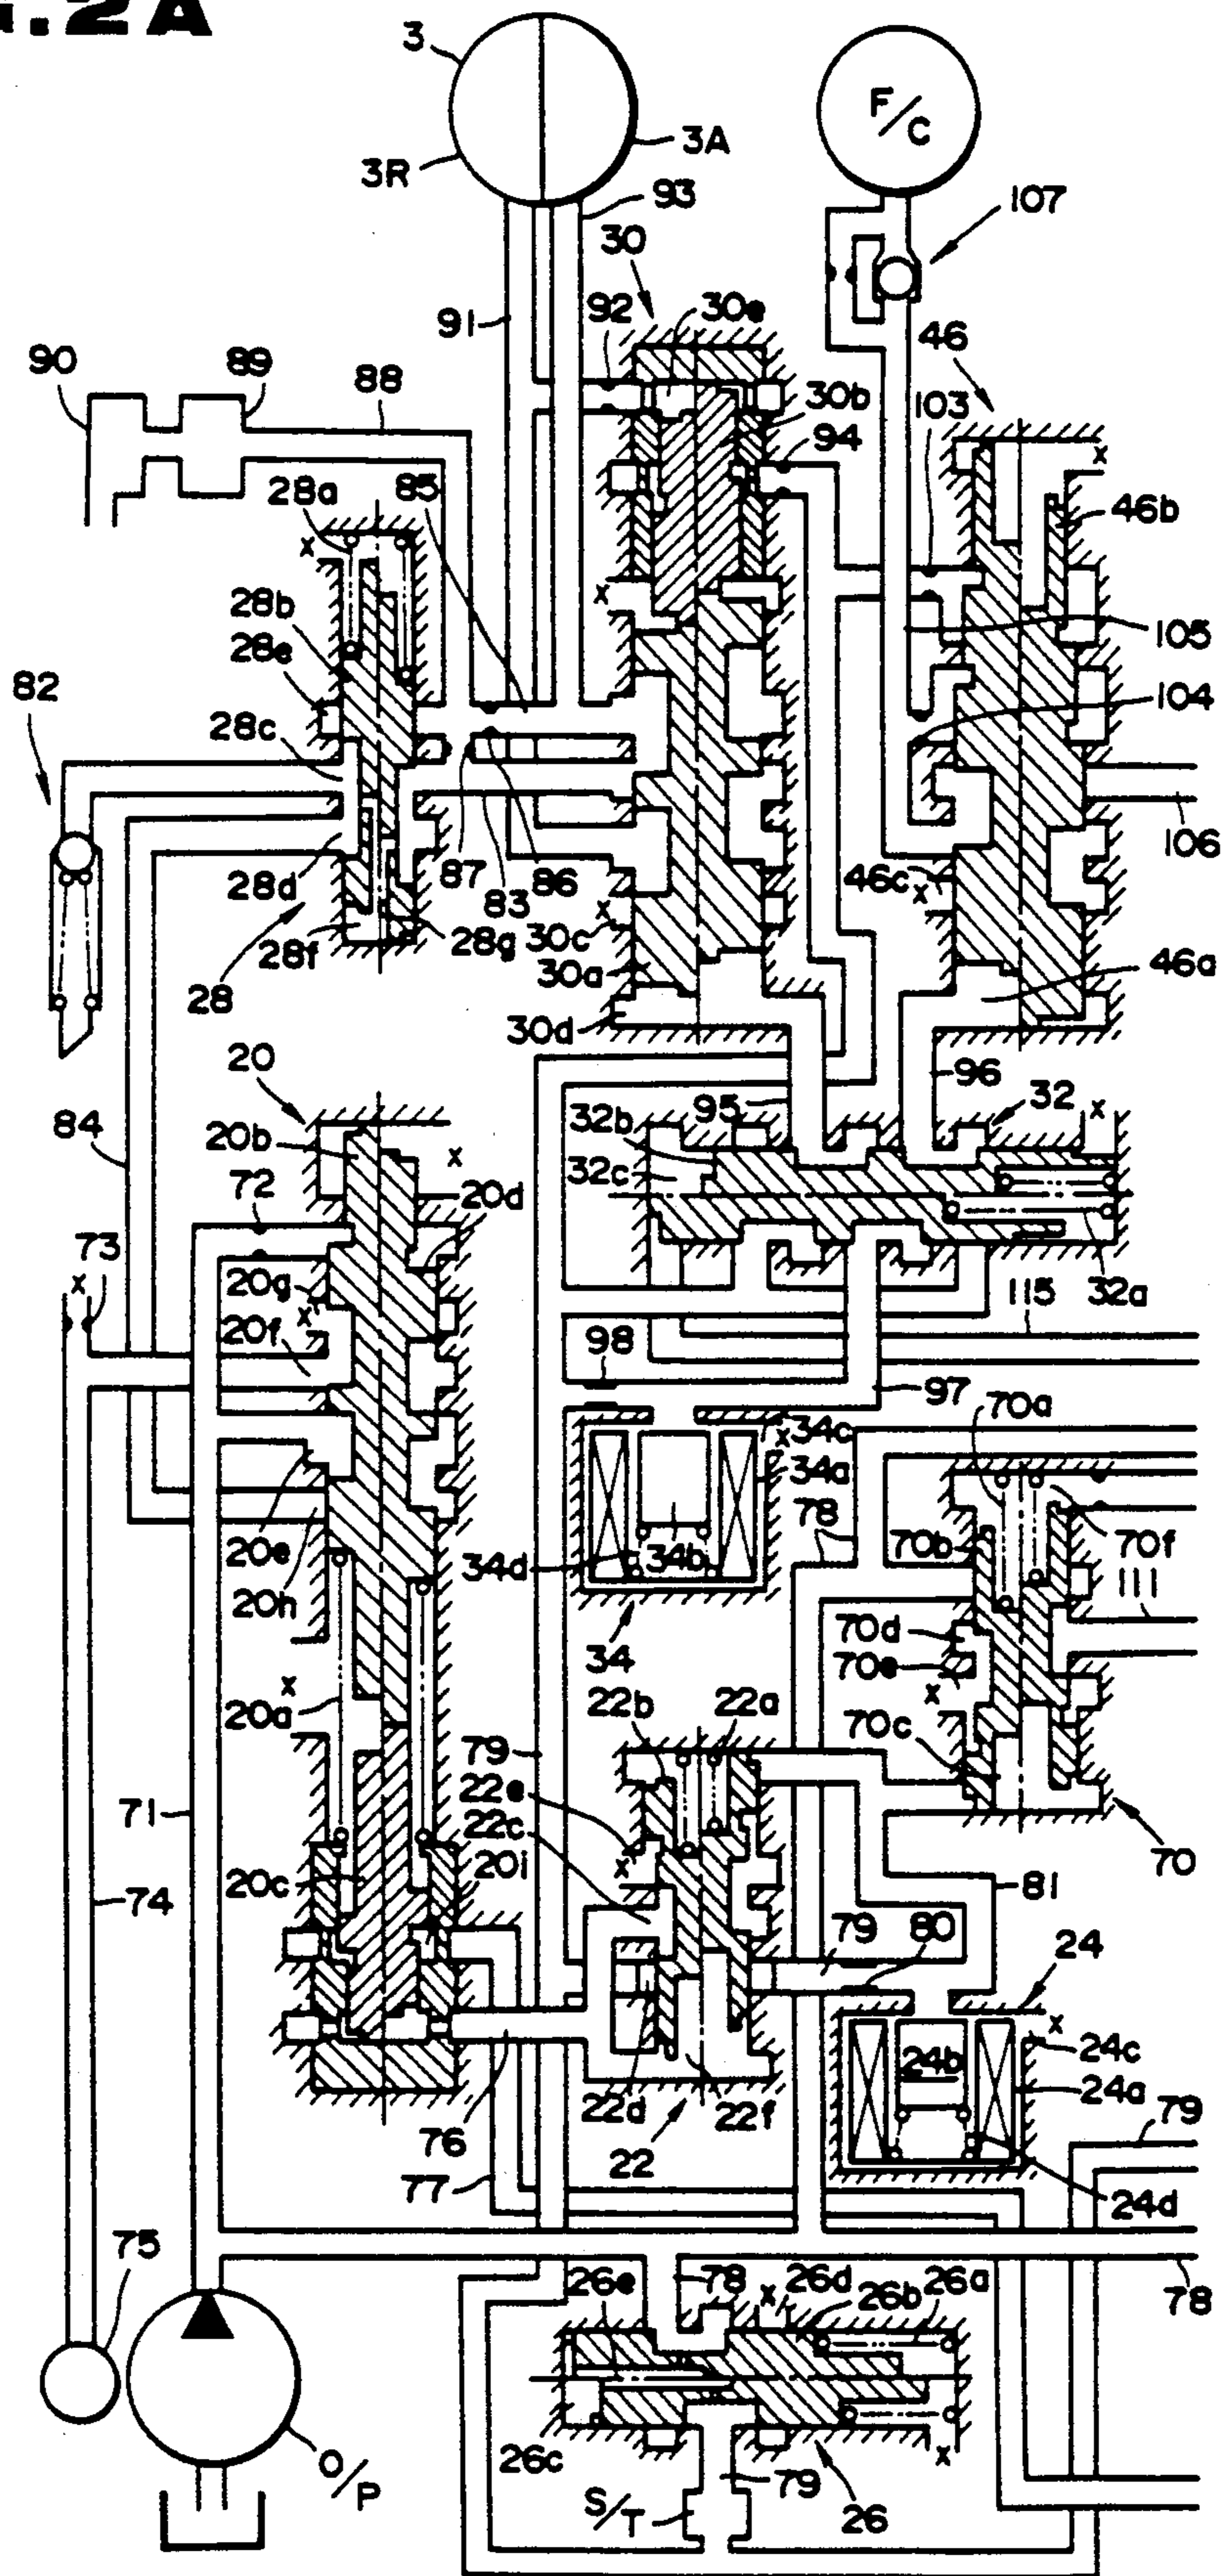 G.2A
3
F/C
3R
3A
93
107
30
91
92
30e
46
90
89
88
30b
103
28a
85
94
x
46b
x
28b
x
28e
105
82
28c
104
106
28d
87
86
46c
x
83
x
28f
28g
30c
28
30a
46a
30d
20
96
32
84
20b
32b
95
x
72
x
32c
20d
73
x
20g
x
115
32a
20f
98
97
70a
34c
x
34a
78
20e
34d
34b
70b
70f
20h
111
34
70d
70e
x
20a
22b
22a
x
70c
79
22e
71
22c
x
70
20i
74
20c
81
79
80
24
x
24b
24c
24a
22d
22f
79
76
22
77
24d
75
26e
78
x
26d
26b
26a
78
26c
x
O/P
79
S/T
26